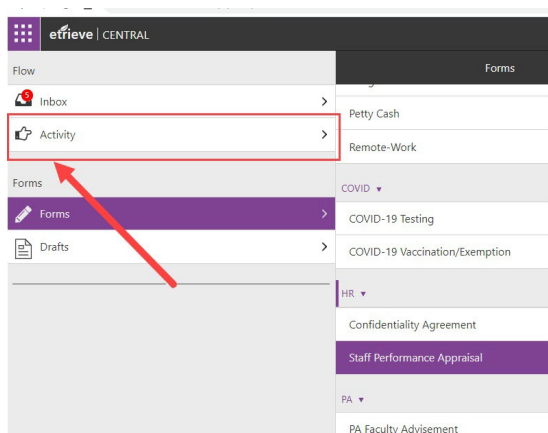 etrieve | CENTRAL
Flow
5
Inbox
Activity
Forms
Forms
Drafts
Forms
Petty Cash
Remote-Work
COVID
COVID-19 Testing
COVID-19 Vaccination/Exemption
HR
Confidentiality Agreement
Staff Performance Appraisal
PA
PA Faculty Advisement